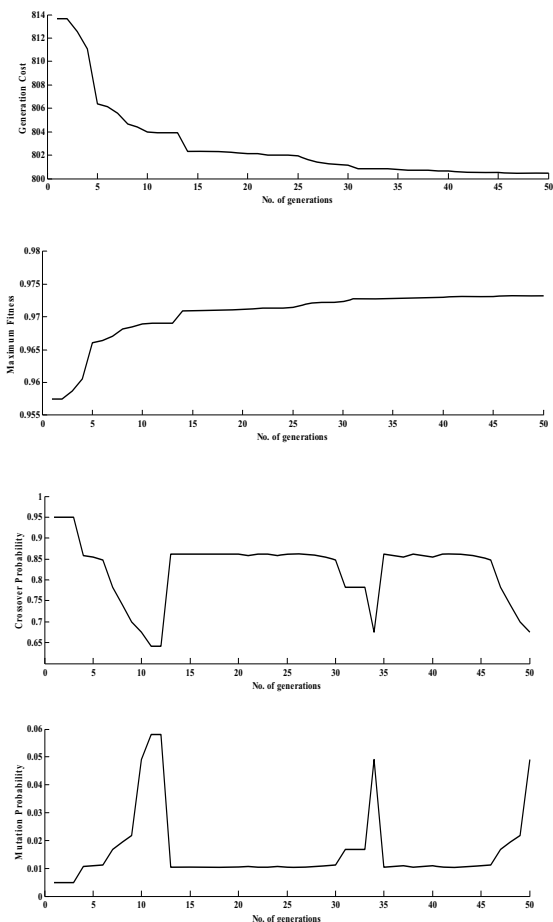 814
812
810
808
806
804
802
800
Generation Cost
0 5 10 15 20 25 30 35 40 45 50
No. of generations
0.98
0.975
0.97
0.965
0.96
0.955
Maximum Fitness
0 5 10 15 20 25 30 35 40 45 50
No. of generations
1
0.95
0.9
0.85
0.8
0.75
0.7
0.65
Crossover Probability
0 5 10 15 20 25 30 35 40 45 50
No. of generations
0.06
0.05
0.04
0.03
0.02
0.01
0
Mutation Probability
0 5 10 15 20 25 30 35 40 45 50
No. of generations